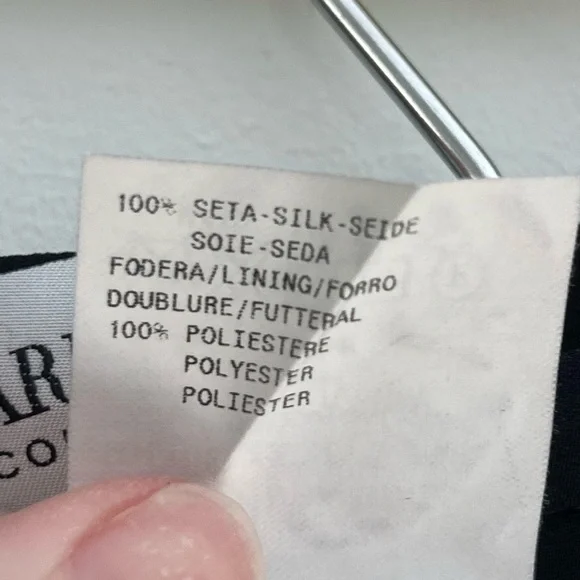 100% SETA-SILK-SEIDE
SOIE-SEDA
FODERA/LINING/FORRO
DOUBLURE/FUTTERAL
100% POLIESTERE
POLYESTER
POLIESTER